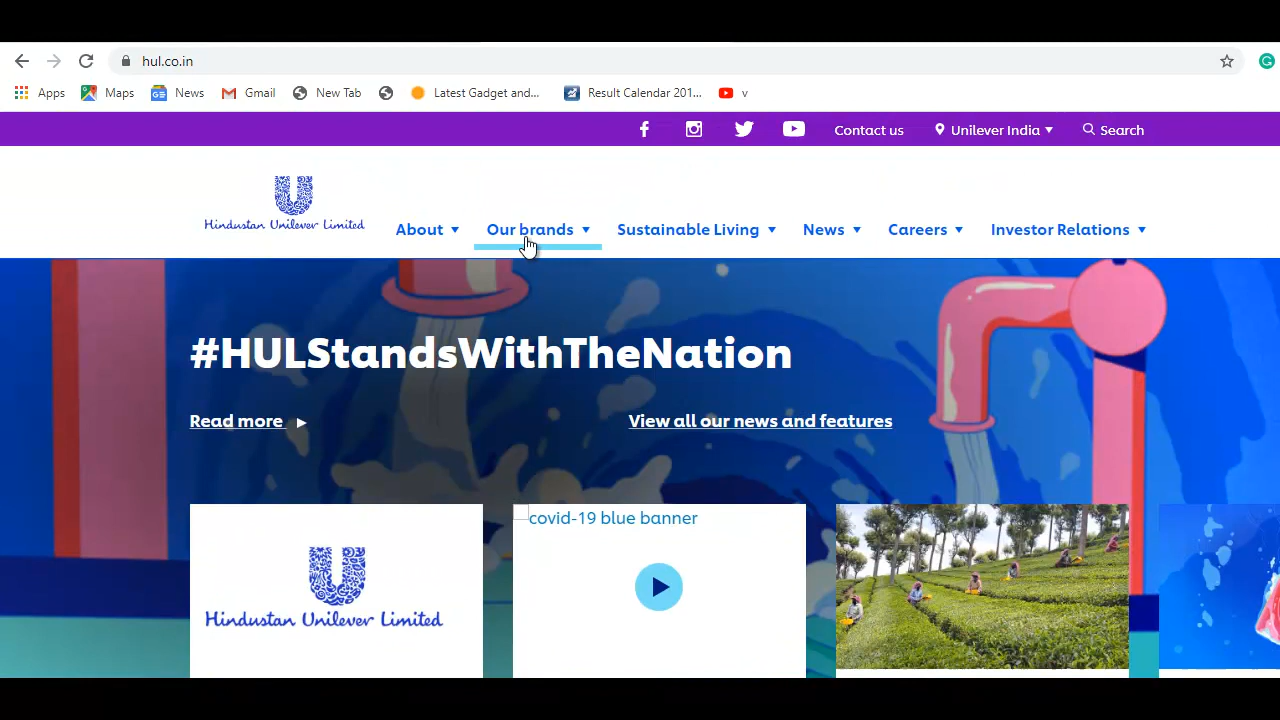 hul.co.in
Apps Maps News Gmail New Tab Latest Gadget and... Result Calendar 201... v
Contact us Unilever India Search
Hindustan Unilever Limited
About Our brands Sustainable Living News Careers Investor Relations
#HULStandsWithTheNation
Read more View all our news and features
covid-19 blue banner
Hindustan Unilever Limited